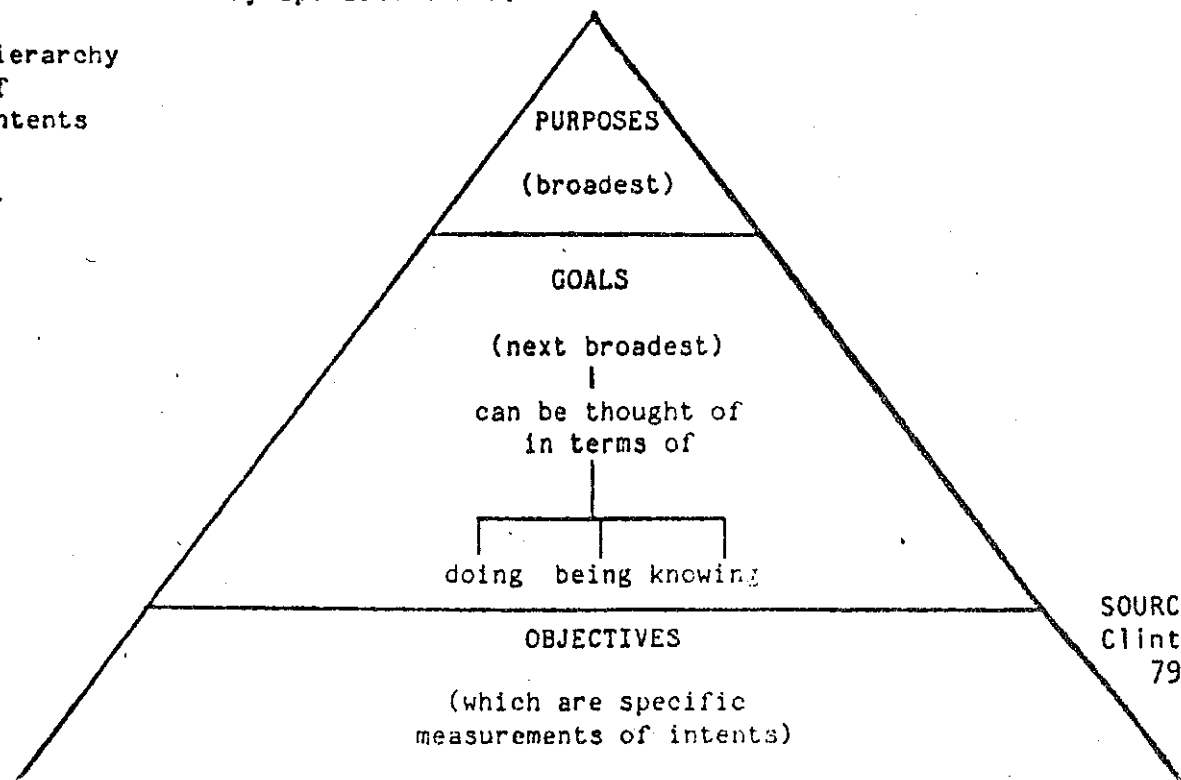 ierarchy
f
ntents
PURPOSES
(broadest)
GOALS
(next broadest)
can be thought of
in terms of
doing being knowing
OBJECTIVES
(which are specific
measurements of intents)
SOURC
Clint
79